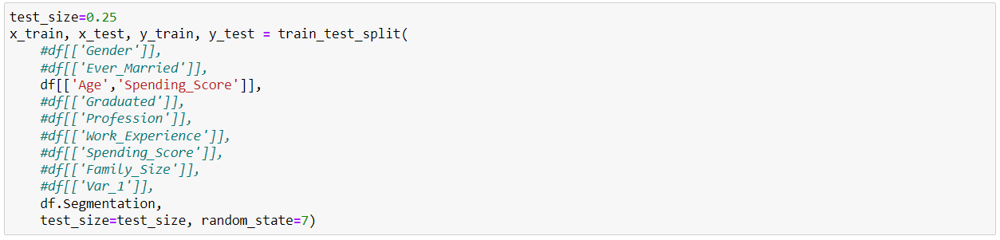 test_size=0.25
x_train, x_test, y_train, y_test = train_test_split(
    #df[['Gender']],
    #df[['Ever_Married']],
    df[['Age','Spending_Score']],
    #df[['Graduated']],
    #df[['Profession']],
    #df[['Work_Experience']],
    #df[['Spending_Score']],
    #df[['Family_Size']],
    #df[['Var_1']],
    df.Segmentation,
    test_size=test_size, random_state=7)